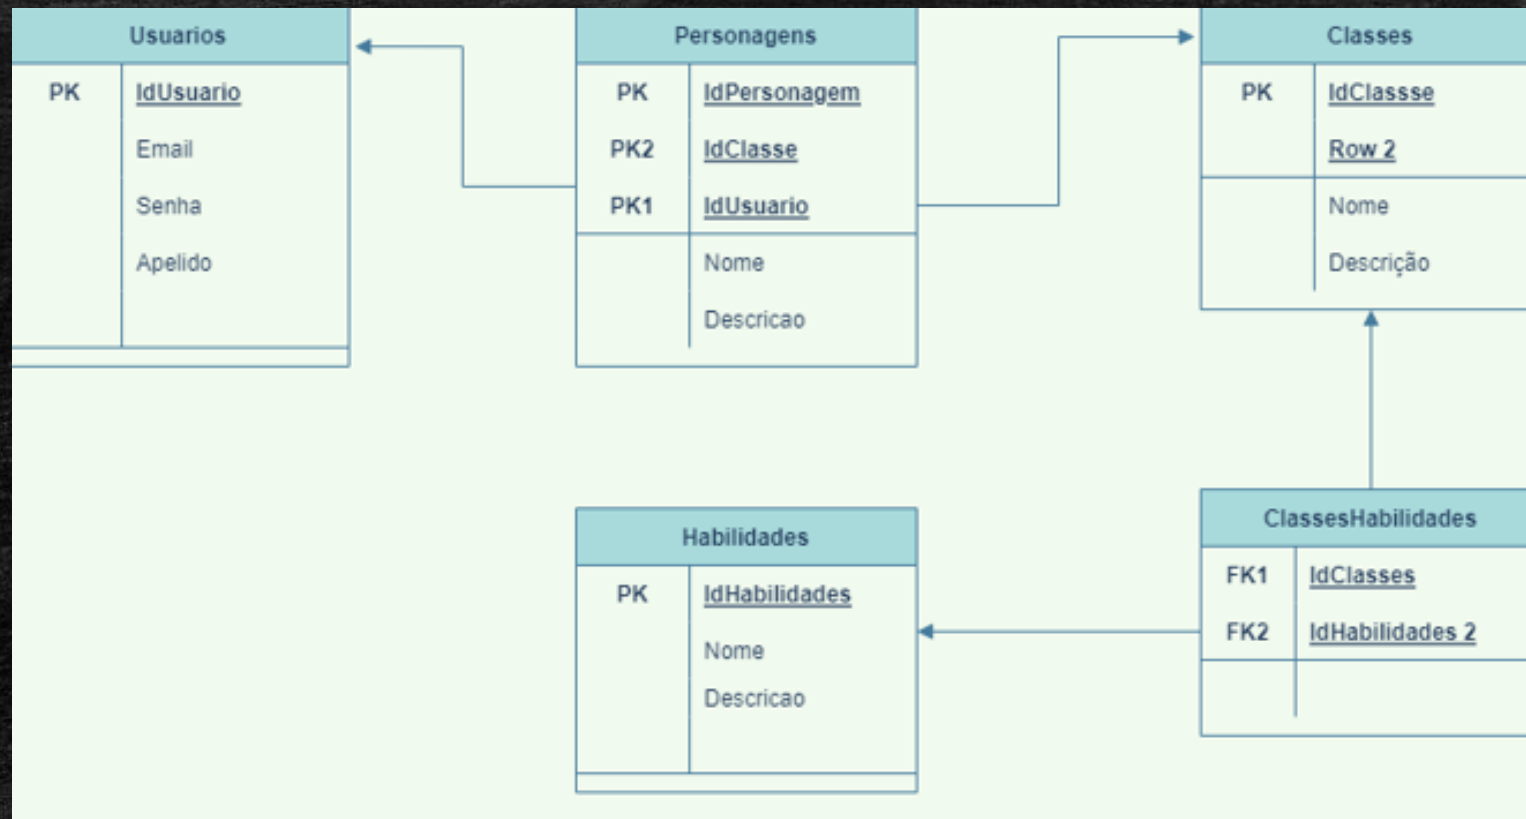 Usuarios
PK IdUsuario
Email
Senha
Apelido
Personagens
PK IdPersonagem
PK2 IdClasse
PK1 IdUsuario
Nome
Descricao
Classes
PK IdClassse
Row 2
Nome
Descrição
Habilidades
PK IdHabilidades
Nome
Descricao
ClassesHabilidades
FK1 IdClasses
FK2 IdHabilidades 2